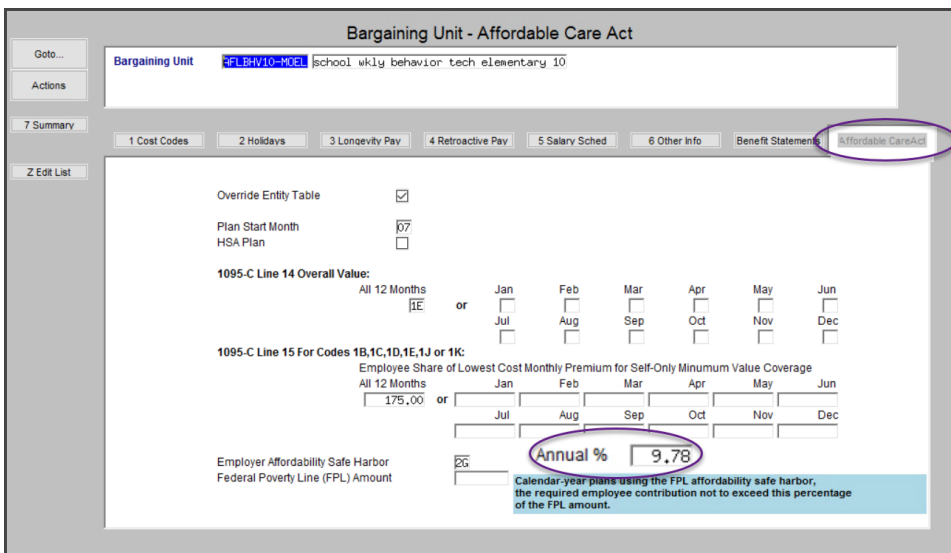 Bargaining Unit - Affordable Care Act
Goto...
Bargaining Unit AFLBHV10-MOEL school wkly behavior tech elementary 10
Actions
7 Summary
1 Cost Codes 2 Holidays 3 Longevity Pay 4 Retroactive Pay 5 Salary Sched 6 Other Info Benefit Statements Affordable CareAct
Z Edit List
Override Entity Table
Plan Start Month 07
HSA Plan
1095-C Line 14 Overall Value:
All 12 Months Jan Feb Mar Apr May Jun
1E or
Jul Aug Sep Oct Nov Dec
1095-C Line 15 For Codes 1B,1C,1D,1E,1J or 1K:
Employee Share of Lowest Cost Monthly Premium for Self-Only Minumum Value Coverage
All 12 Months Jan Feb Mar Apr May Jun
175.00 or
Jul Aug Sep Oct Nov Dec
Annual % 9.78
Employer Affordability Safe Harbor 2G
Federal Poverty Line (FPL) Amount
Calendar-year plans using the FPL affordability safe harbor,
the required employee contribution not to exceed this percentage
of the FPL amount.